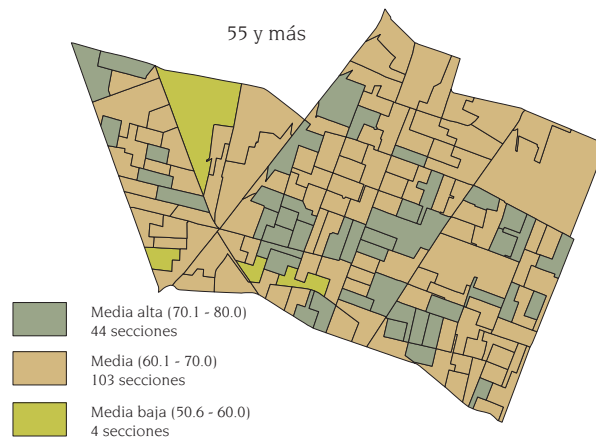 55 y más
Media alta (70.1 - 80.0)
44 secciones
Media (60.1 - 70.0)
103 secciones
Media baja (50.6 - 60.0)
4 secciones